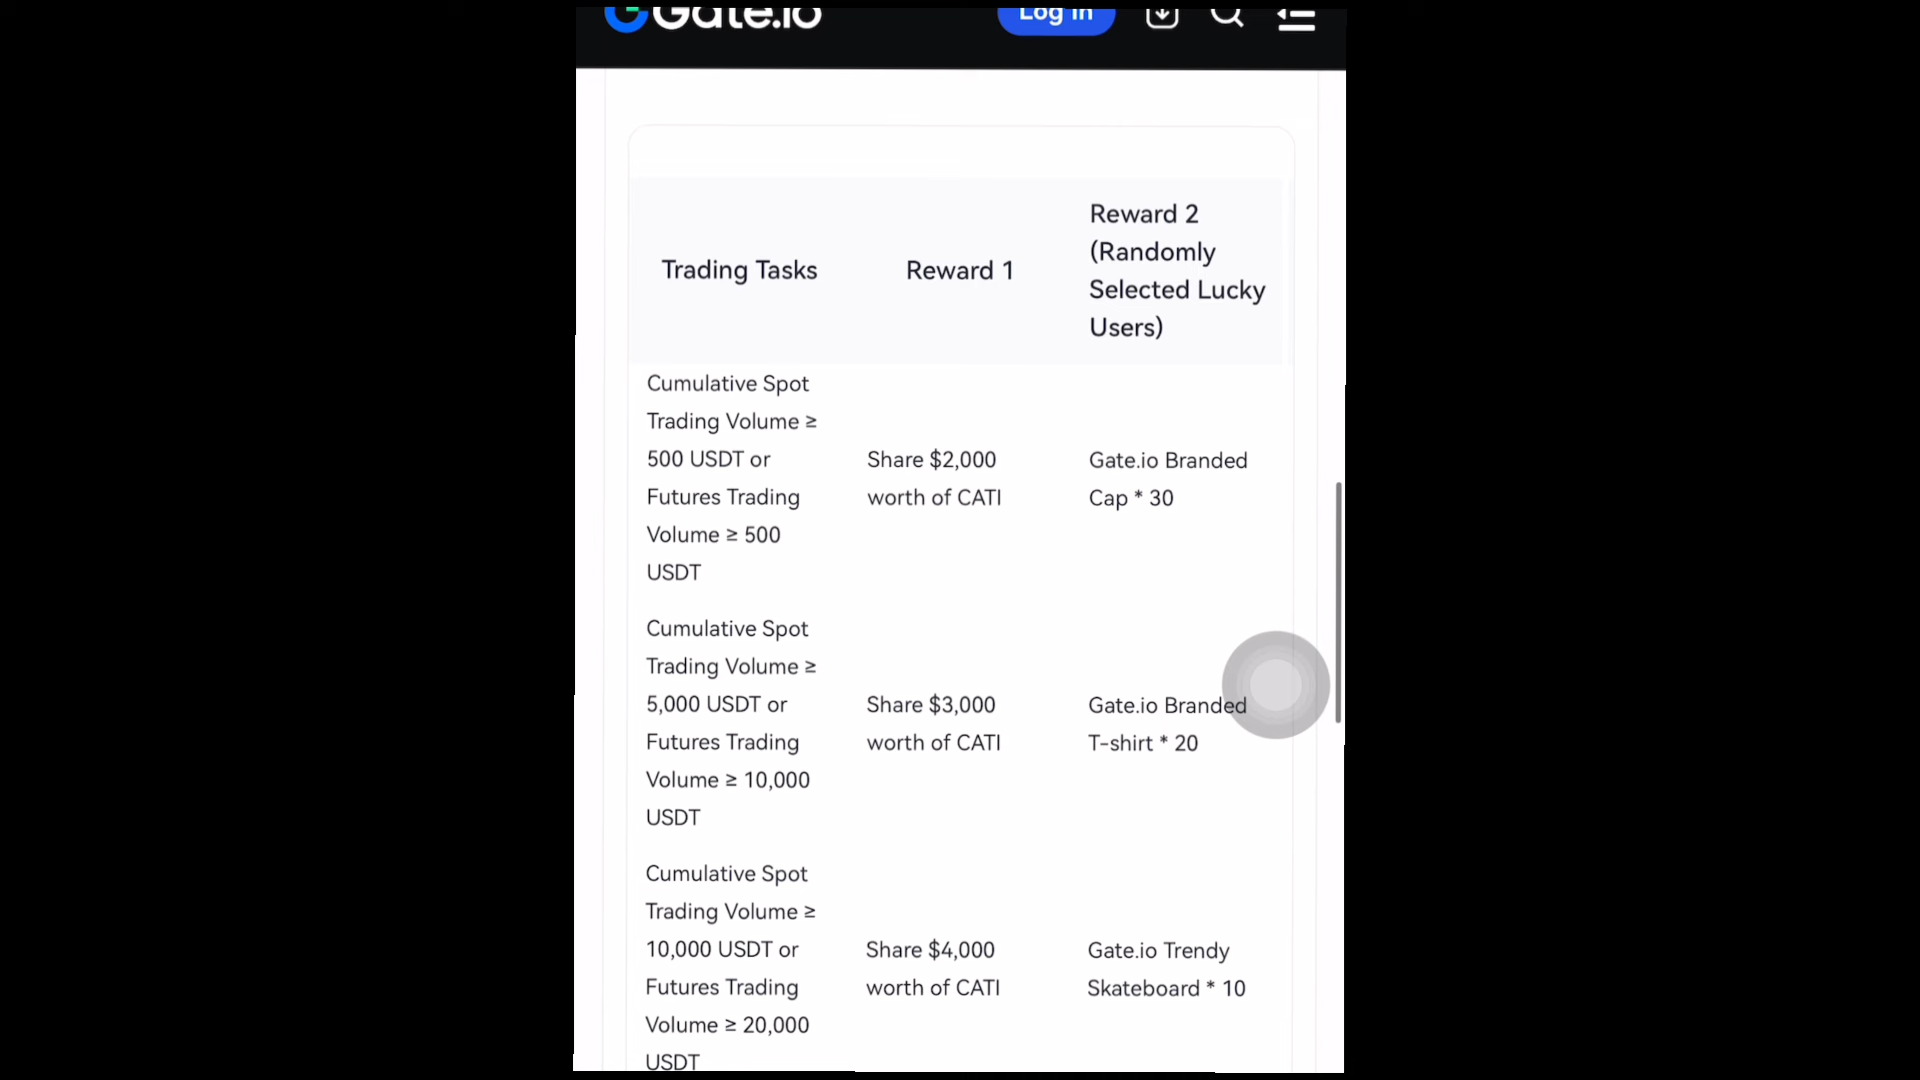 Gate.io
Log in
Trading Tasks
Reward 1
Reward 2
(Randomly
Selected Lucky
Users)
Cumulative Spot
Trading Volume ≥
500 USDT or
Futures Trading
Volume ≥ 500
USDT
Share $2,000
worth of CATI
Gate.io Branded
Cap * 30
Cumulative Spot
Trading Volume ≥
5,000 USDT or
Futures Trading
Volume ≥ 10,000
USDT
Share $3,000
worth of CATI
Gate.io Branded
T-shirt * 20
Cumulative Spot
Trading Volume ≥
10,000 USDT or
Futures Trading
Volume ≥ 20,000
USDT
Share $4,000
worth of CATI
Gate.io Trendy
Skateboard * 10